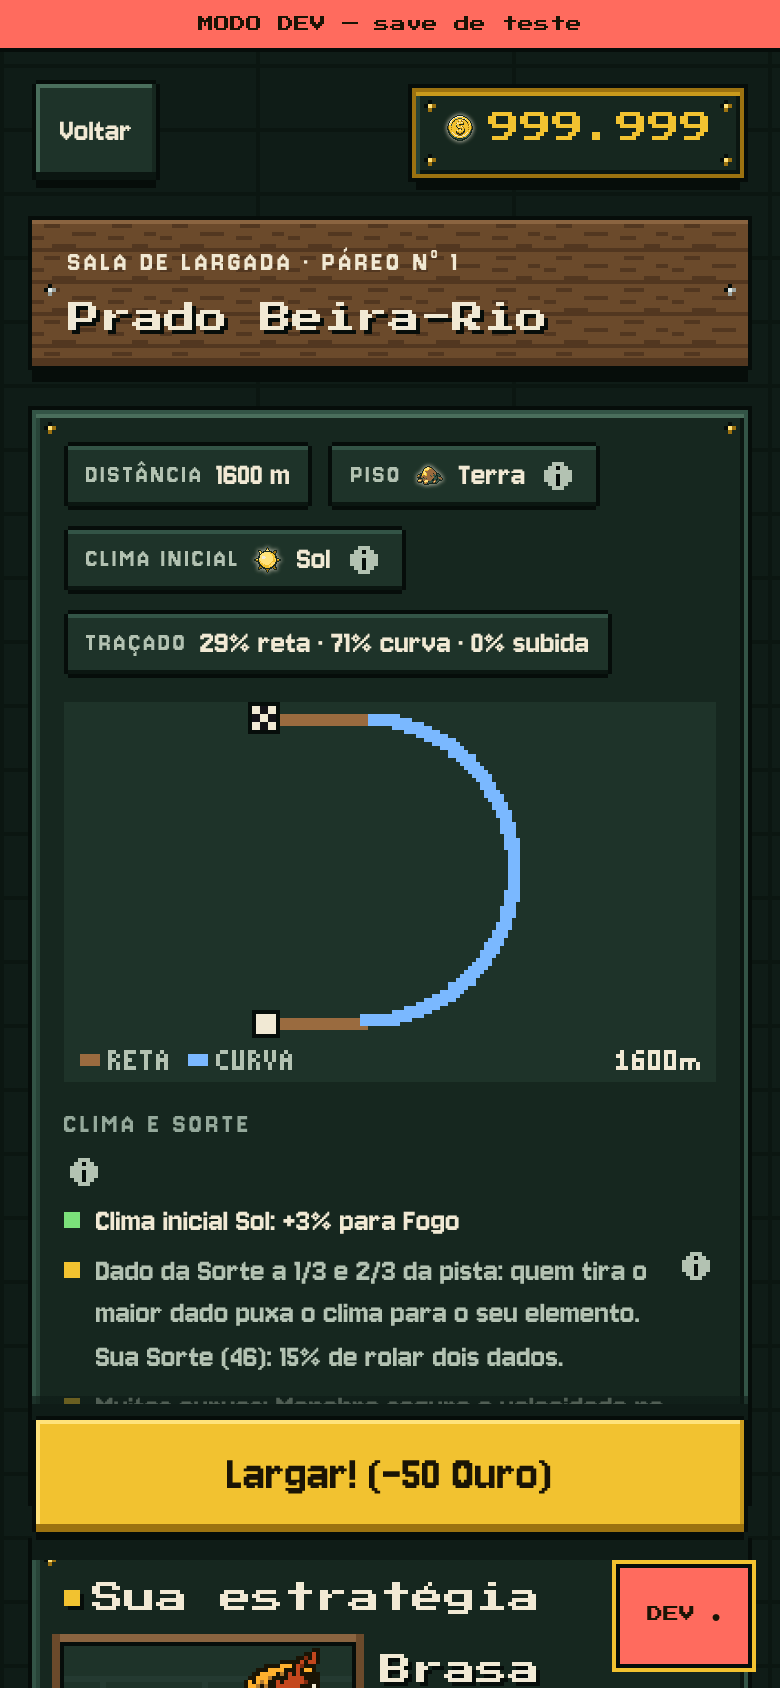 MODO DEV — save de teste
Voltar
999.999
SALA DE LARGADA · PÁREO Nº 1
Prado Beira-Rio
DISTÂNCIA 1600 m
PISO Terra
CLIMA INICIAL Sol
TRAÇADO 29% reta · 71% curva · 0% subida
RETA CURVA 1600m
CLIMA E SORTE
Clima inicial Sol: +3% para Fogo
Dado da Sorte a 1/3 e 2/3 da pista: quem tira o
maior dado puxa o clima para o seu elemento.
Sua Sorte (46): 15% de rolar dois dados.
Largar! (-50 Ouro)
Sua estratégia
DEV .
Brasa